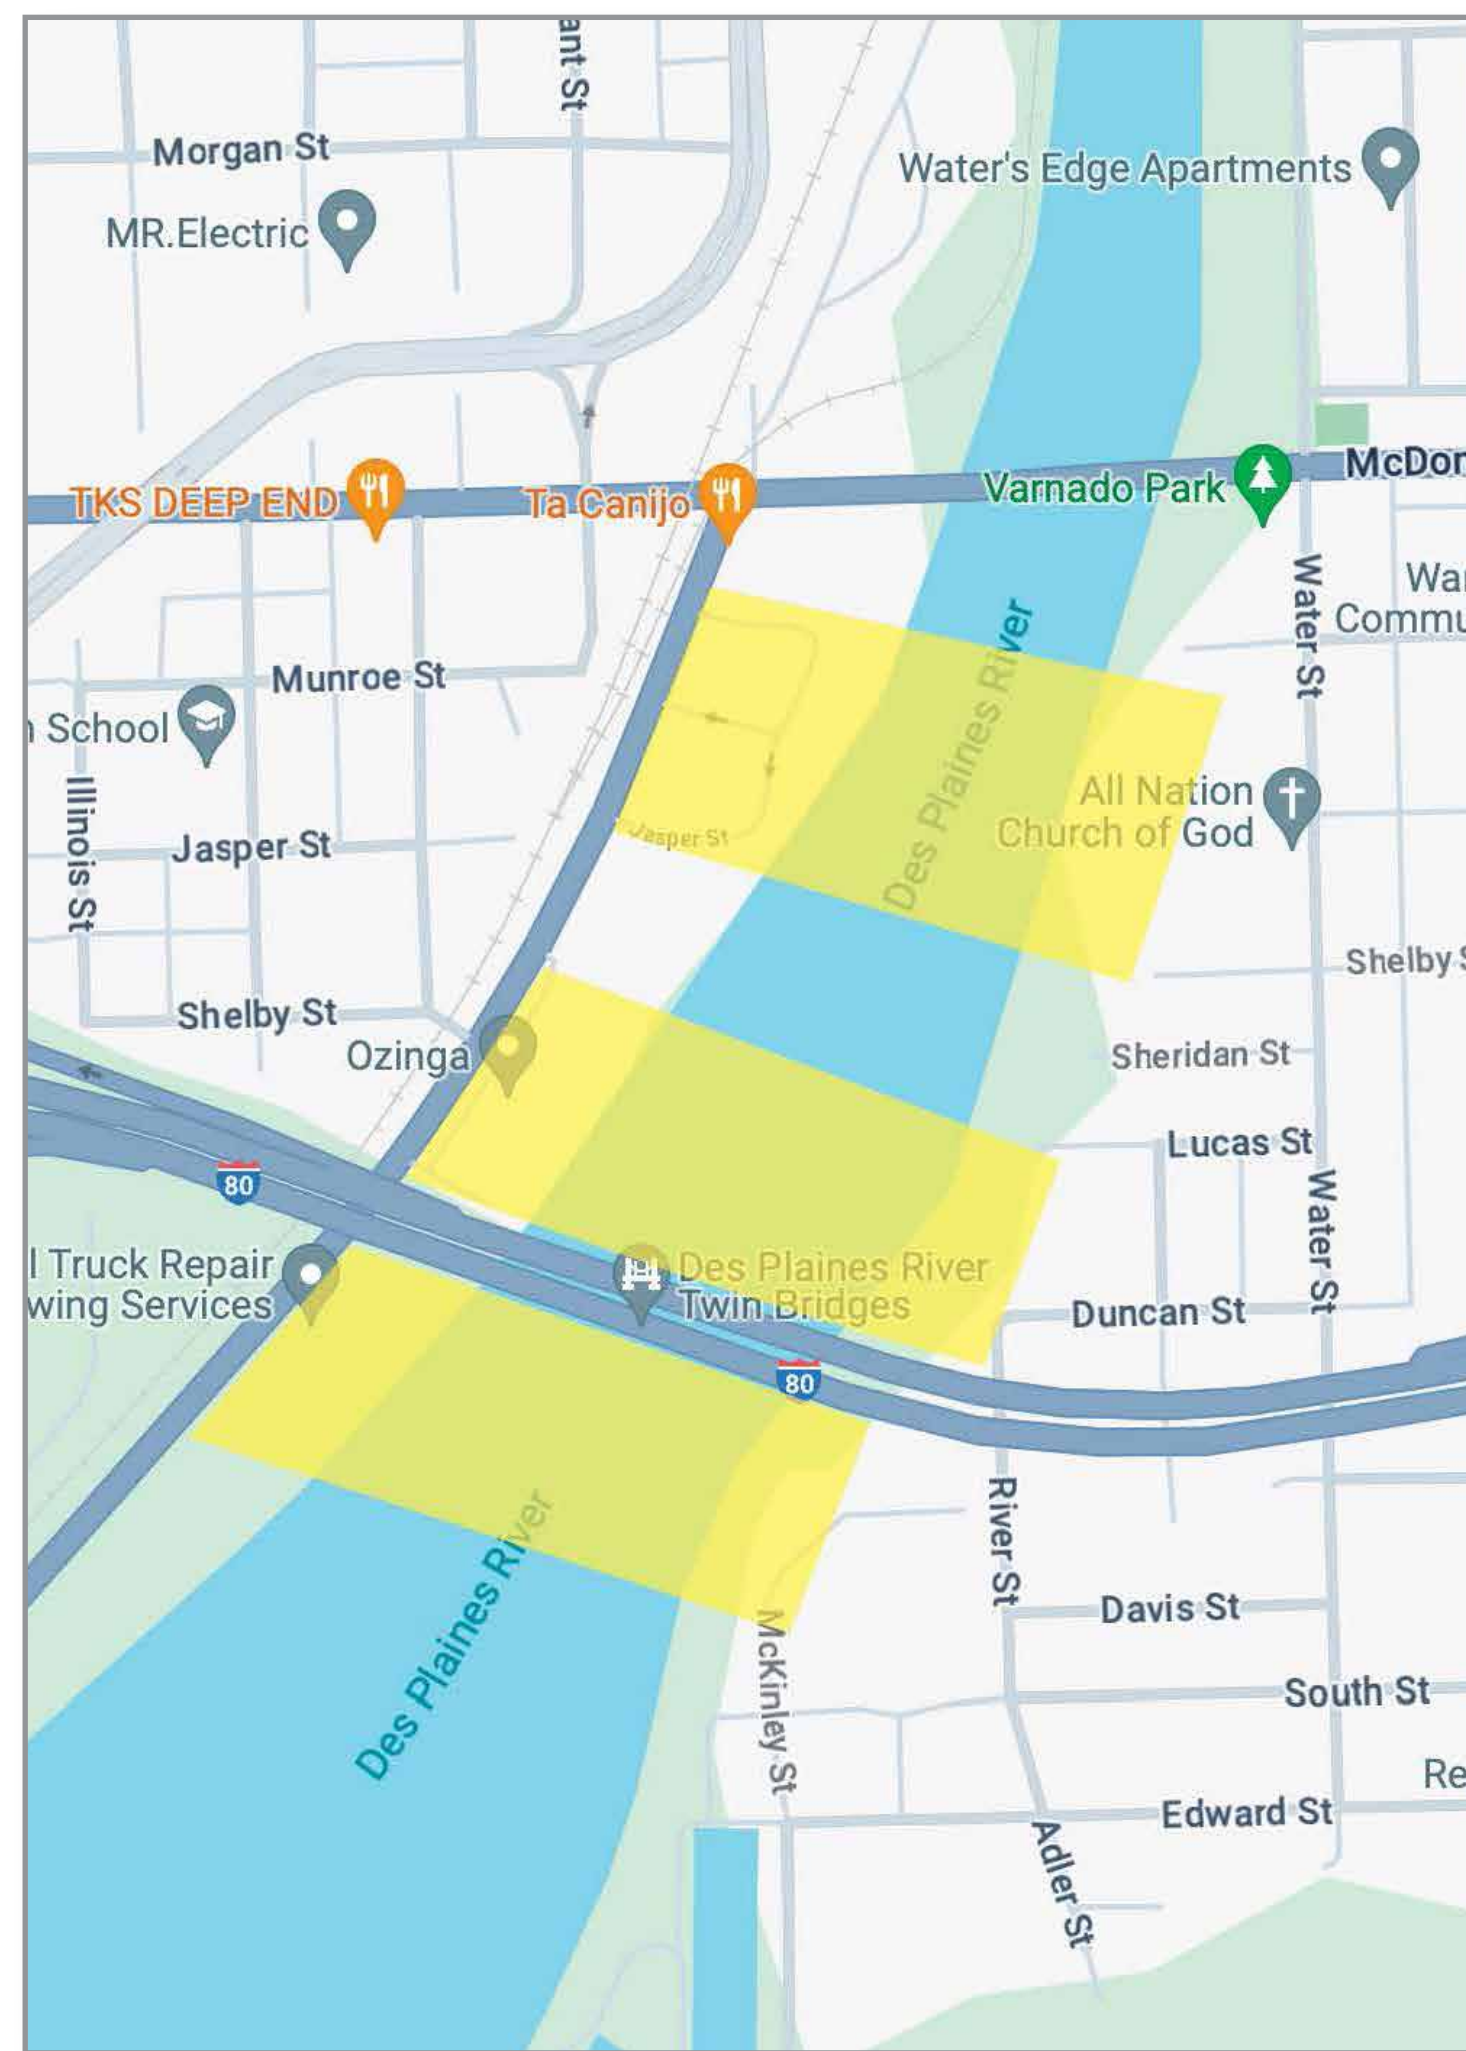 ant St
Morgan St
Water's Edge Apartments
MR.Electric
McDon
TKS DEEP END
Ta Canijo
Varnado Park
Water St
Wa
Commu
Des Plaines River
Munroe St
n School
All Nation
Church of God
Illinois St
Jasper St
Jasper St
Shelby S
Shelby St
Ozinga
Sheridan St
Lucas St
80
Water St
l Truck Repair
wing Services
Des Plaines River
Twin Bridges
Duncan St
80
River St
Des Plaines River
Davis St
McKinley St
South St
Re
Edward St
Adler St